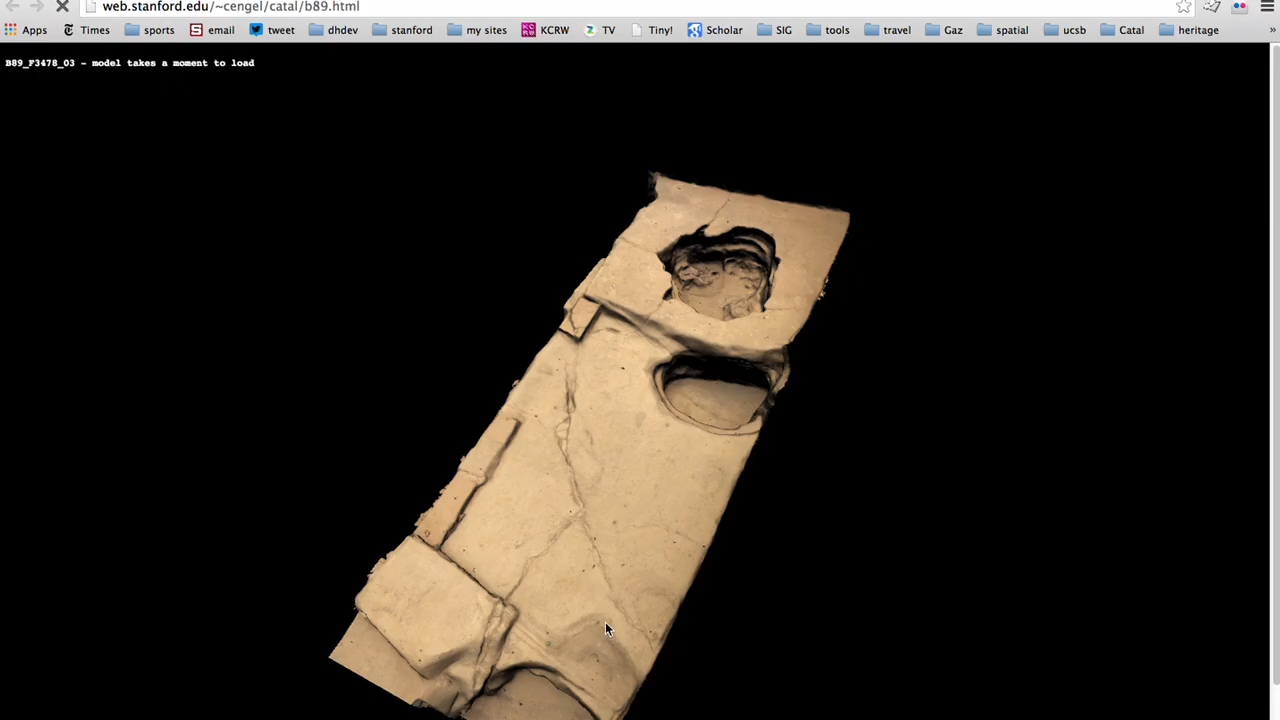 web.stanford.edu/~cengel/catal/b89.html
Apps Times sports S email tweet dhdev stanford my sites KCRW KCRW Z TV Tiny! g Scholar SIG tools travel Gaz spatial ucsb Catal heritage »
B89_F3478_03 - model takes a moment to load